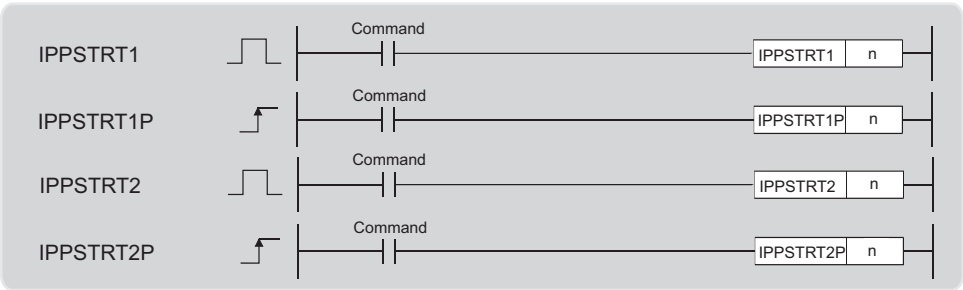 Command
IPPSTRT1 IPPSTRT1 n
Command
IPPSTRT1P IPPSTRT1P n
Command
IPPSTRT2 IPPSTRT2 n
Command
IPPSTRT2P IPPSTRT2P n